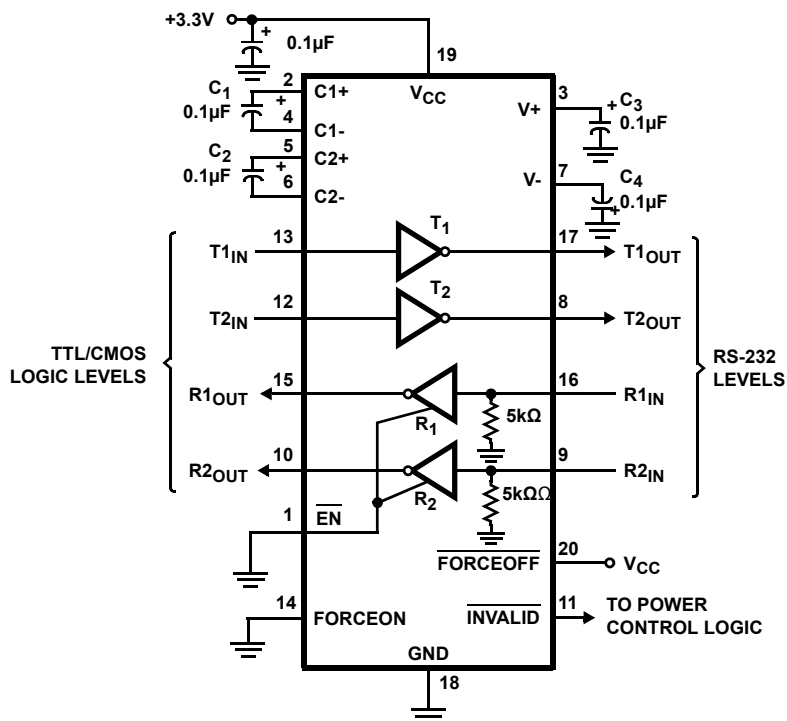 +3.3V
+
0.1µF
19
2
C1+
VCC
3
C1
0.1µF
+
4
C1-
V+
+
C3
0.1µF
5
C2+
C2
0.1µF
+
6
C2-
7
V-
C4
0.1µF
+
T1
T1IN
13
17
T1OUT
T2
T2IN
12
8
T2OUT
TTL/CMOS
LOGIC LEVELS
RS-232
LEVELS
R1OUT
15
16
R1IN
R1
5kΩ
R2OUT
10
9
R2IN
R2
5kΩΩ
1
EN
FORCEOFF
20
VCC
14
FORCEON
INVALID
11
TO POWER
CONTROL LOGIC
GND
18